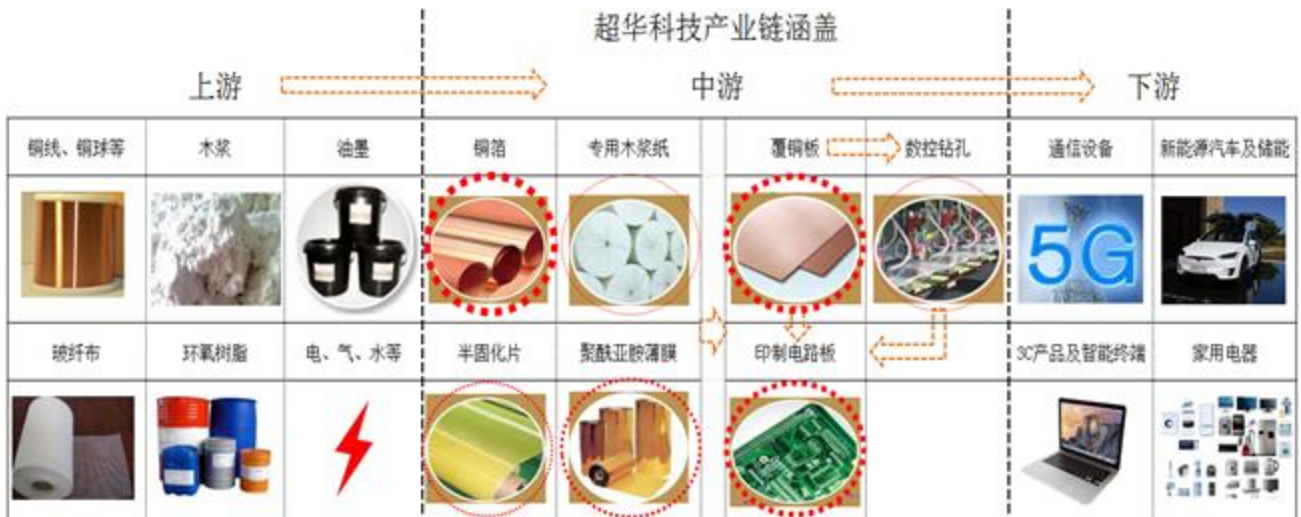 超华科技产业链涵盖
上游
中游
下游
铜线、铜球等
木浆
油墨
铜箔
专用木浆纸
覆铜板
数控钻孔
通信设备
新能源汽车及储能
5G
玻纤布
环氧树脂
电、气、水等
半固化片
聚酰亚胺薄膜
印制电路板
3C产品及智能终端
家用电器